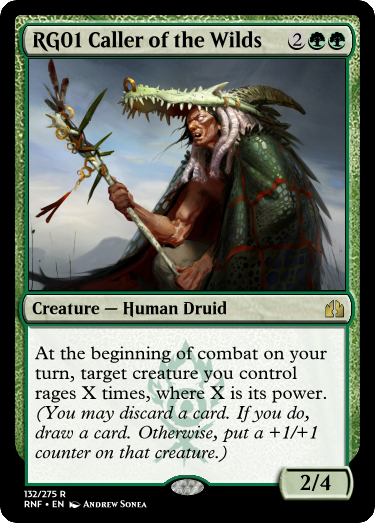 RG01 Caller of the Wilds 2
Creature — Human Druid
At the beginning of combat on your
turn, target creature you control
rages X times, where X is its power.
(You may discard a card. If you do,
draw a card. Otherwise, put a +1/+1
counter on that creature.)
2/4
132/275 R
RNF • EN Andrew Sonea